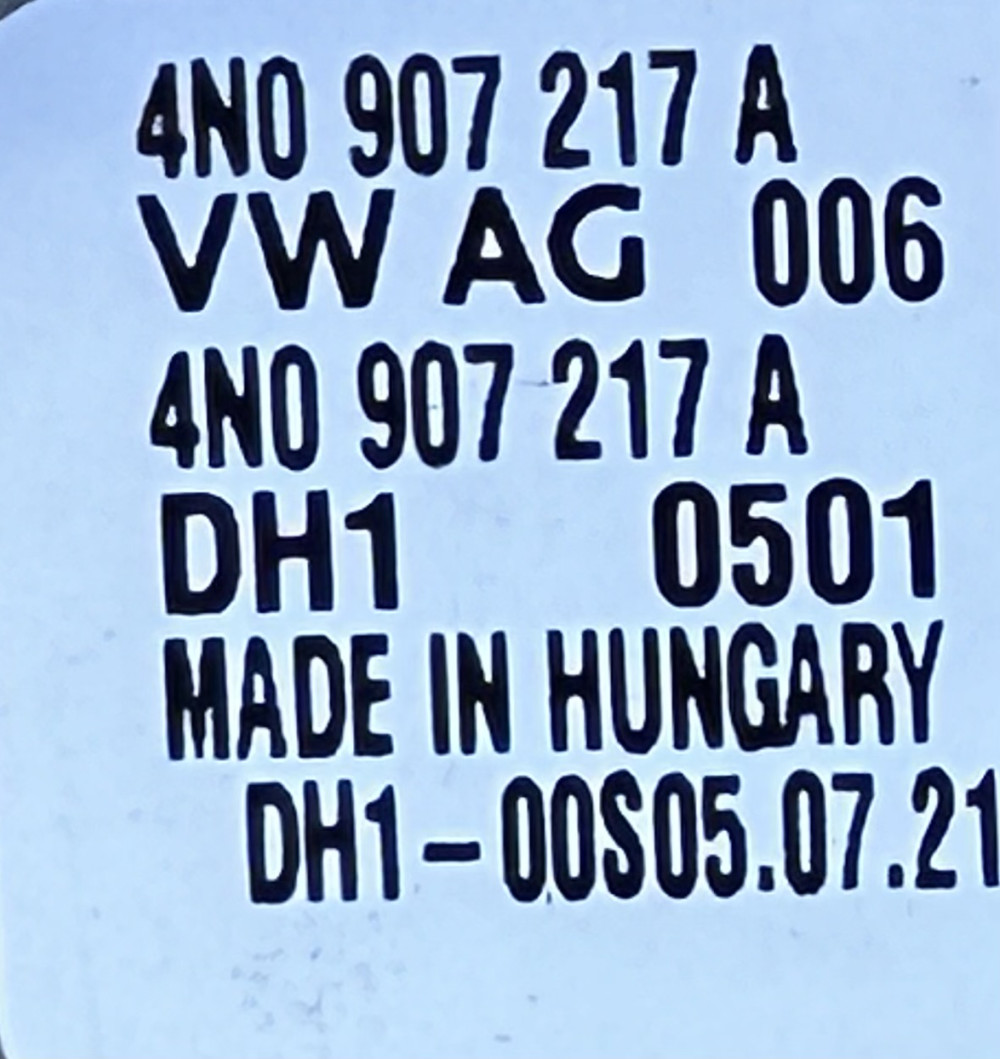 4N0 907 217 A
VW AG 006
4N0 907 217 A
DH1 0501
MADE IN HUNGARY
DH1-00S05.07.21